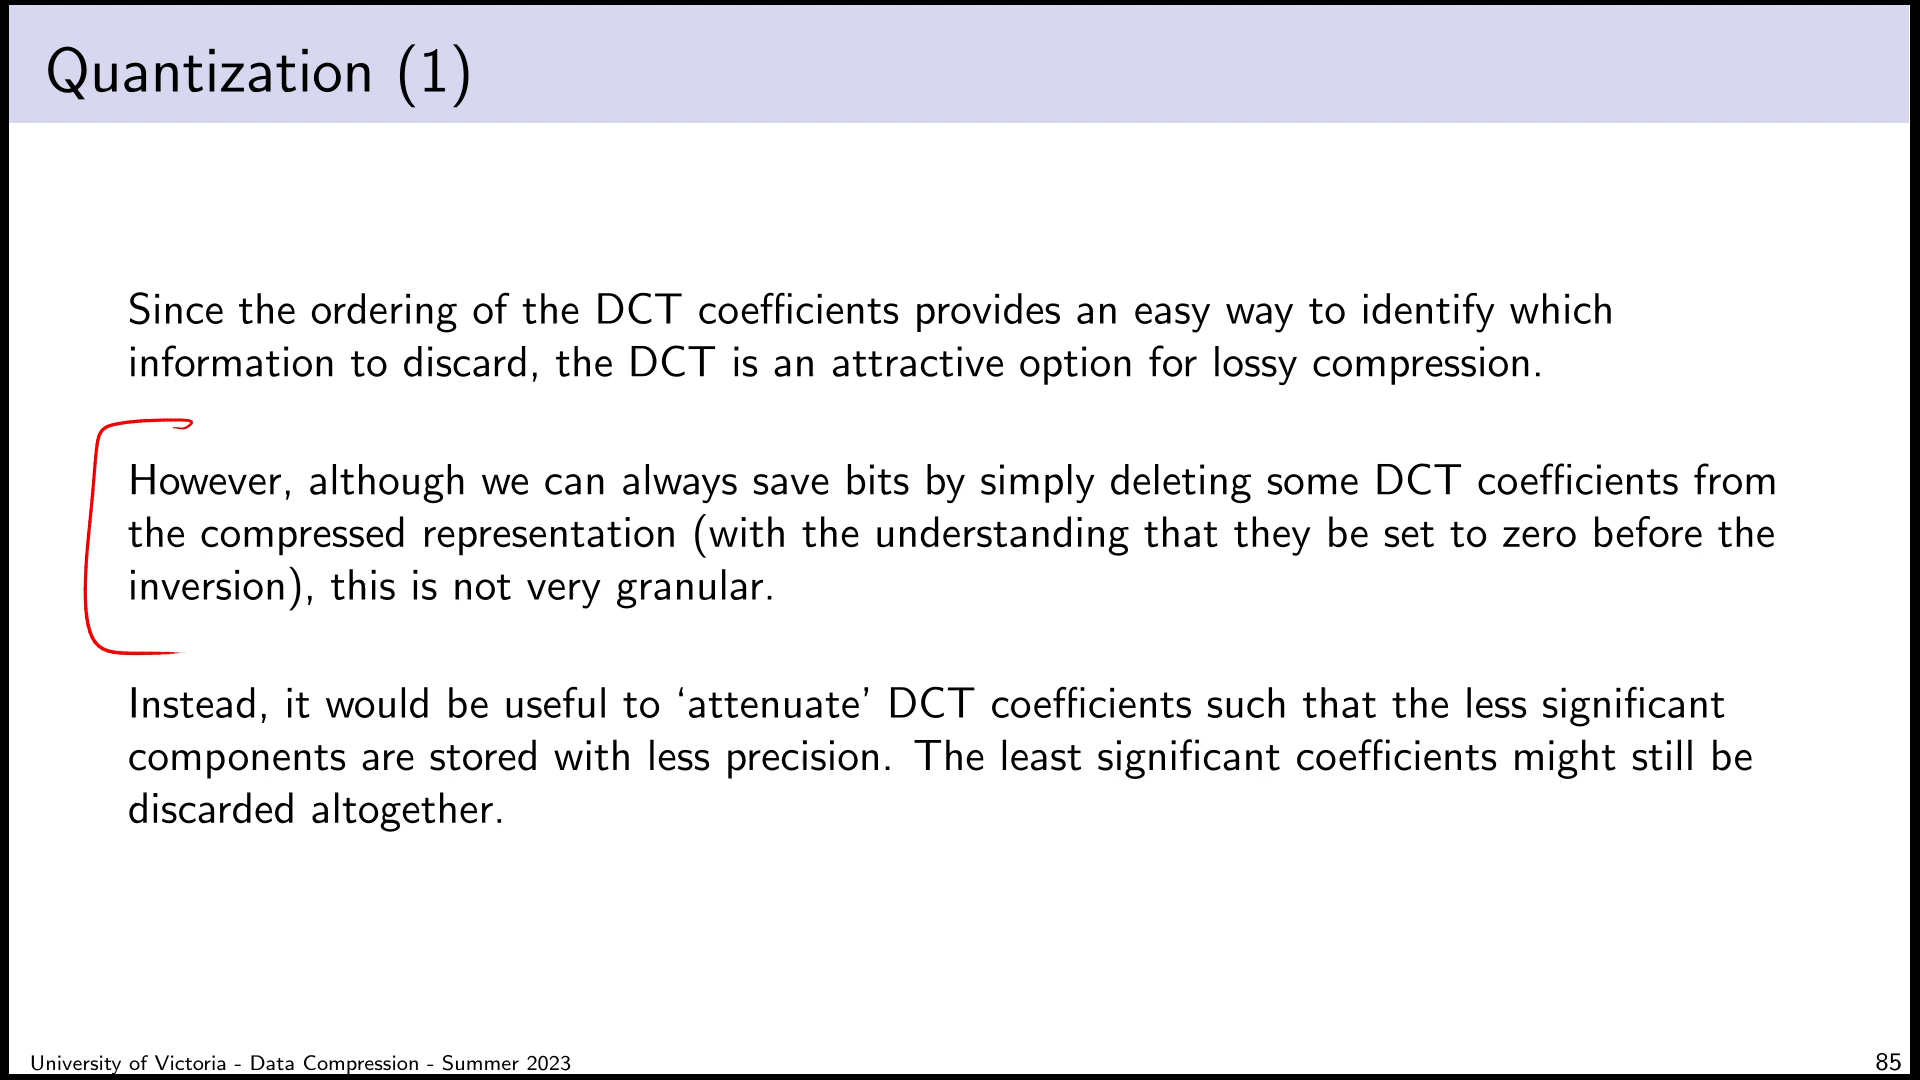 Quantization (1)
Since the ordering of the DCT coefficients provides an easy way to identify which
information to discard, the DCT is an attractive option for lossy compression.
However, although we can always save bits by simply deleting some DCT coefficients from
the compressed representation (with the understanding that they be set to zero before the
inversion), this is not very granular.
Instead, it would be useful to ‘attenuate’ DCT coefficients such that the less significant
components are stored with less precision. The least significant coefficients might still be
discarded altogether.
University of Victoria - Data Compression - Summer 2023
85